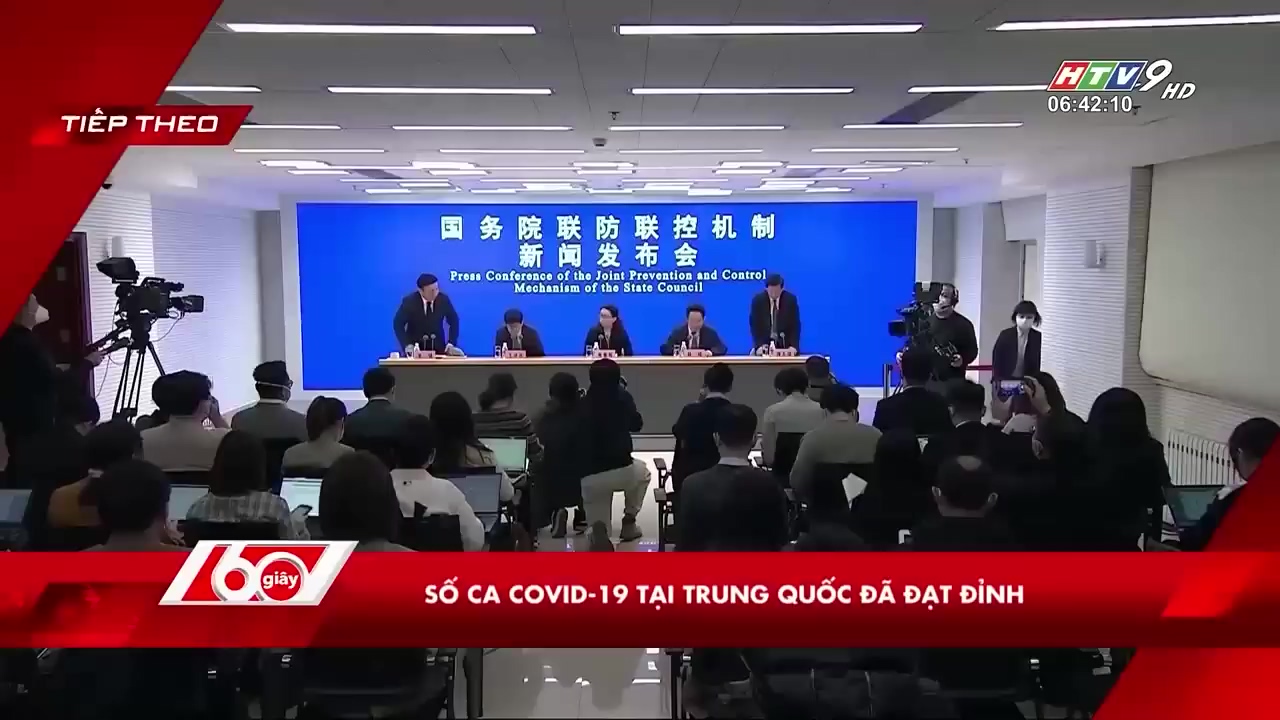 HTV9 HD
06:42:10
TIẾP THEO
国务院联防联控机制
新闻发布会
Press Conference of the Joint Prevention and Control
Mechanism of the State Council
60 giây
SỐ CA COVID-19 TẠI TRUNG QUỐC ĐÃ ĐẠT ĐỈNH